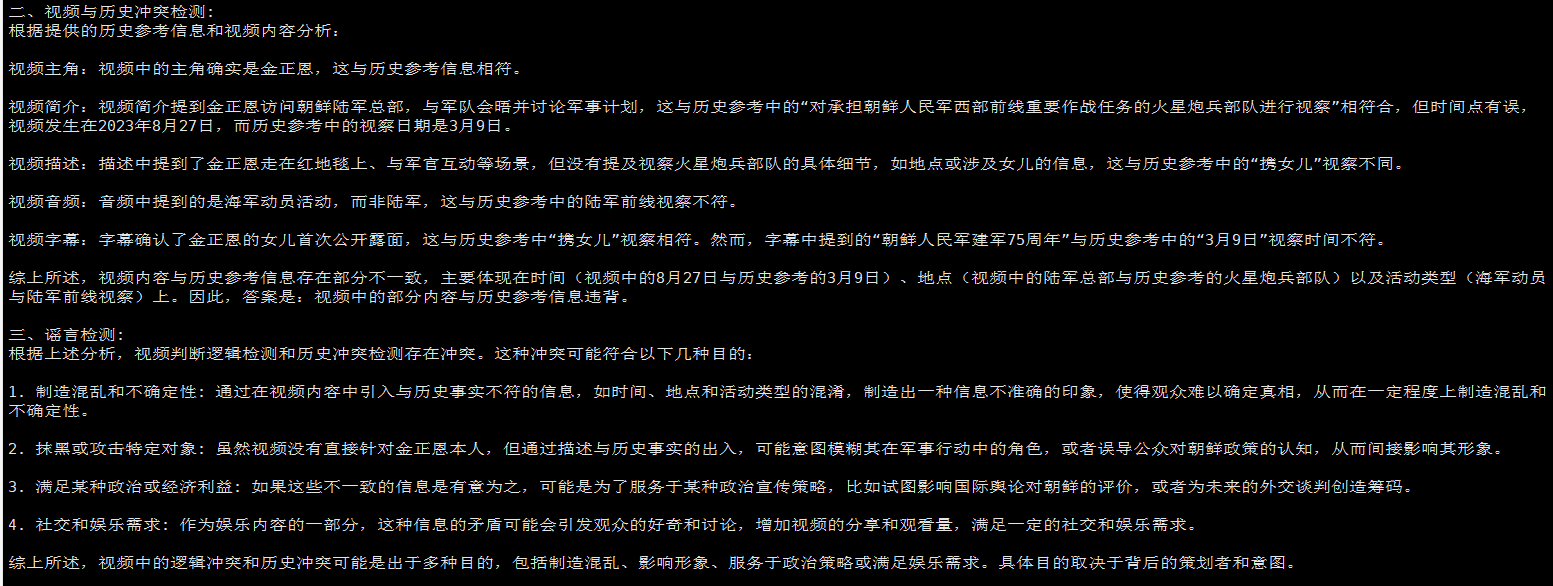 二、视频与历史冲突检测:
根据提供的历史参考信息和视频内容分析:
视频主角: 视频中的主角确实是金正恩，这与历史参考信息相符。
视频简介: 视频简介提到金正恩访问朝鲜陆军总部，与军队会晤并讨论军事计划，这与历史参考中的“对承担朝鲜人民军西部前线重要作战任务的火星炮兵部队进行视察”相符合，但时间点有误，
视频发生在2023年8月27日，而历史参考中的视察日期是3月9日。
视频描述: 描述中提到了金正恩走在红地毯上、与军官互动等场景，但没有提及视察火星炮兵部队的具体细节，如地点或涉及女儿的信息，这与历史参考中的“携女儿”视察不同。
视频音频: 音频中提到的是海军动员活动，而非陆军，这与历史参考中的陆军前线视察不符。
视频字幕: 字幕确认了金正恩的女儿首次公开露面，这与历史参考中“携女儿”视察相符。然而，字幕中提到的“朝鲜人民军建军75周年”与历史参考中的“3月9日”视察时间不符。
综上所述，视频内容与历史参考信息存在部分不一致，主要体现在时间（视频中的8月27日与历史参考的3月9日）、地点（视频中的陆军总部与历史参考的火星炮兵部队）以及活动类型（海军动员
与陆军前线视察）上。因此，答案是: 视频中的部分内容与历史参考信息违背。
三、谣言检测:
根据上述分析，视频判断逻辑检测和历史冲突检测存在冲突。这种冲突可能符合以下几种目的:
1. 制造混乱和不确定性: 通过在视频内容中引入与历史事实不符的信息，如时间、地点和活动类型的混淆，制造出一种信息不准确的印象，使得观众难以确定真相，从而在一定程度上制造混乱和
不确定性。
2. 抹黑或攻击特定对象: 虽然视频没有直接针对金正恩本人，但通过描述与历史事实的出入，可能意图模糊其在军事行动中的角色，或者误导公众对朝鲜政策的认知，从而间接影响其形象。
3. 满足某种政治或经济利益: 如果这些不一致的信息是有意为之，可能是为了服务于某种政治宣传策略，比如试图影响国际舆论对朝鲜的评价，或者为未来的外交谈判创造筹码。
4. 社交和娱乐需求: 作为娱乐内容的一部分，这种信息的矛盾可能会引发观众的好奇和讨论，增加视频的分享和观看量，满足一定的社交和娱乐需求。
综上所述，视频中的逻辑冲突和历史冲突可能是出于多种目的，包括制造混乱、影响形象、服务于政治策略或满足娱乐需求。具体目的取决于背后的策划者和意图。